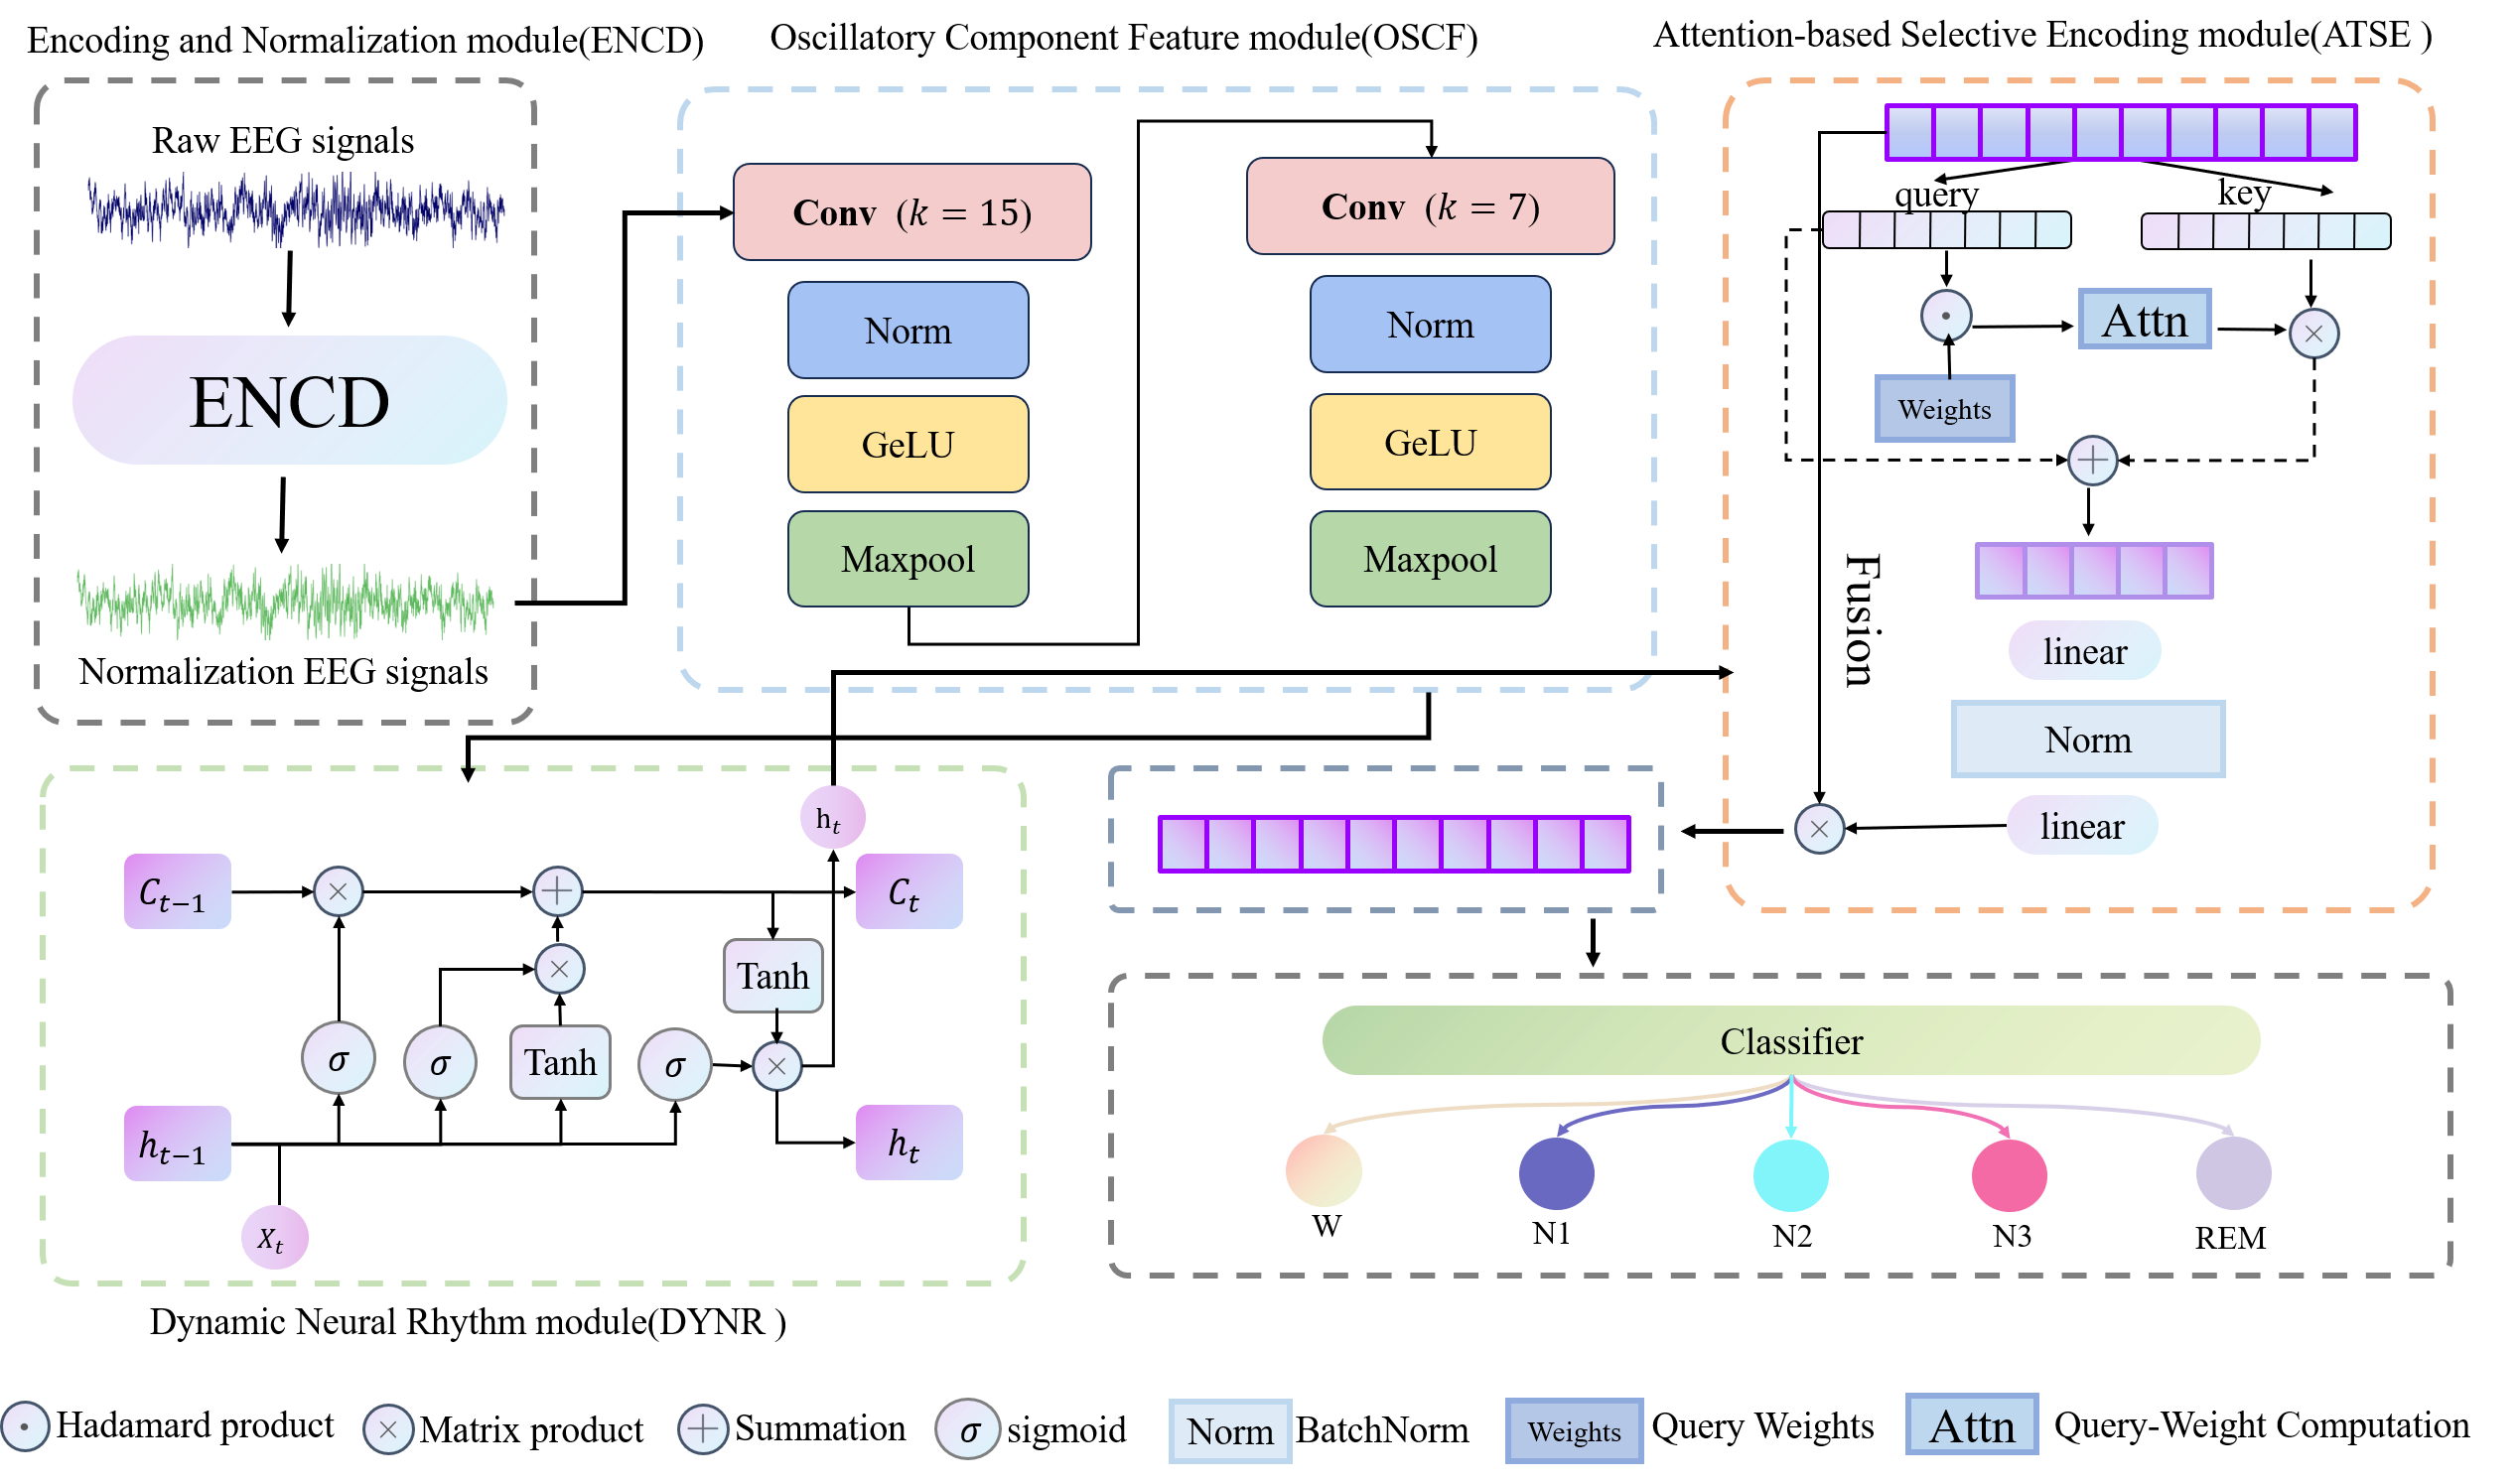 Encoding and Normalization module(ENCD)
Raw EEG signals
ENCD
Normalization EEG signals
Oscillatory Component Feature module(OSCF)
Conv (k = 15)
Norm
GeLU
Maxpool
Conv (k = 7)
Norm
GeLU
Maxpool
Attention-based Selective Encoding module(ATSE )
query
key
·
Attn
×
Weights
+
Fusion
linear
Norm
linear
×
h_t
C_{t−1}
×
+
C_t
×
Tanh
σ
σ
Tanh
σ
×
h_{t−1}
h_t
X_t
Dynamic Neural Rhythm module(DYNR )
Classifier
W
N1
N2
N3
REM
· Hadamard product
× Matrix product
+ Summation
σ sigmoid
Norm BatchNorm
Weights Query Weights
Attn Query-Weight Computation